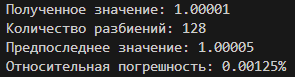 Полученное значение: 1.00001
Количество разбиений: 128
Предпоследнее значение: 1.00005
Относительная погрешность: 0.00125%